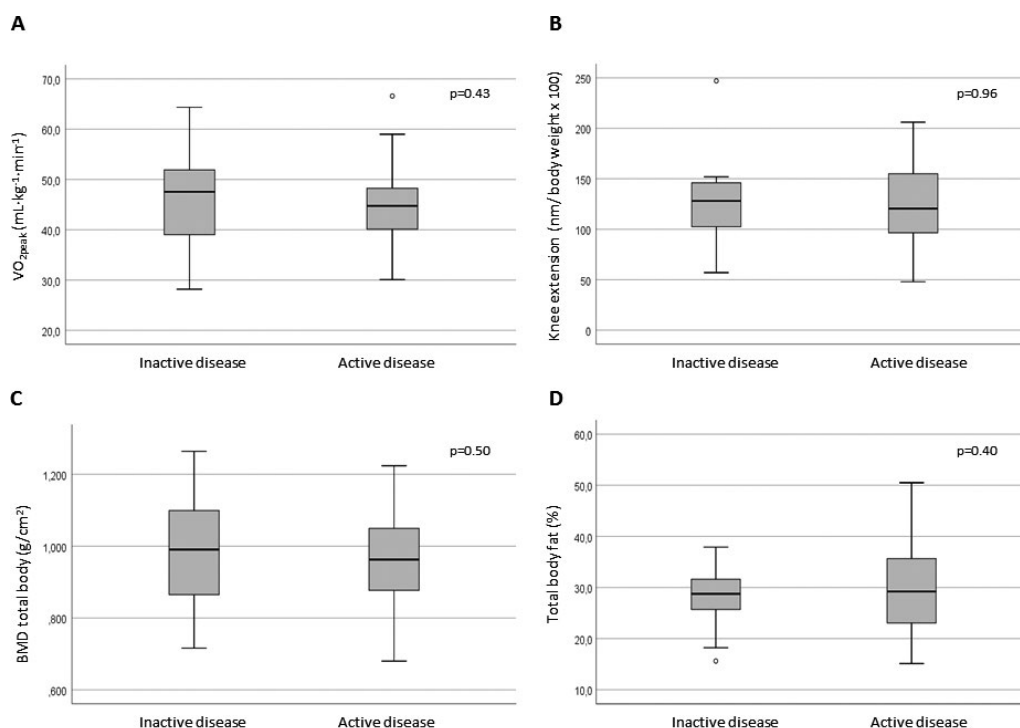 A
VO2peak (mL·kg⁻¹·min⁻¹)
70,0
60,0
50,0
40,0
30,0
20,0
p=0.43
Inactive disease
Active disease
B
Knee extension (nm/ body weight x 100)
250
200
150
100
50
0
p=0.96
Inactive disease
Active disease
C
BMD total body (g/cm²)
1,200
1,000
,800
,600
p=0.50
Inactive disease
Active disease
D
Total body fat (%)
60,0
50,0
40,0
30,0
20,0
10,0
p=0.40
Inactive disease
Active disease